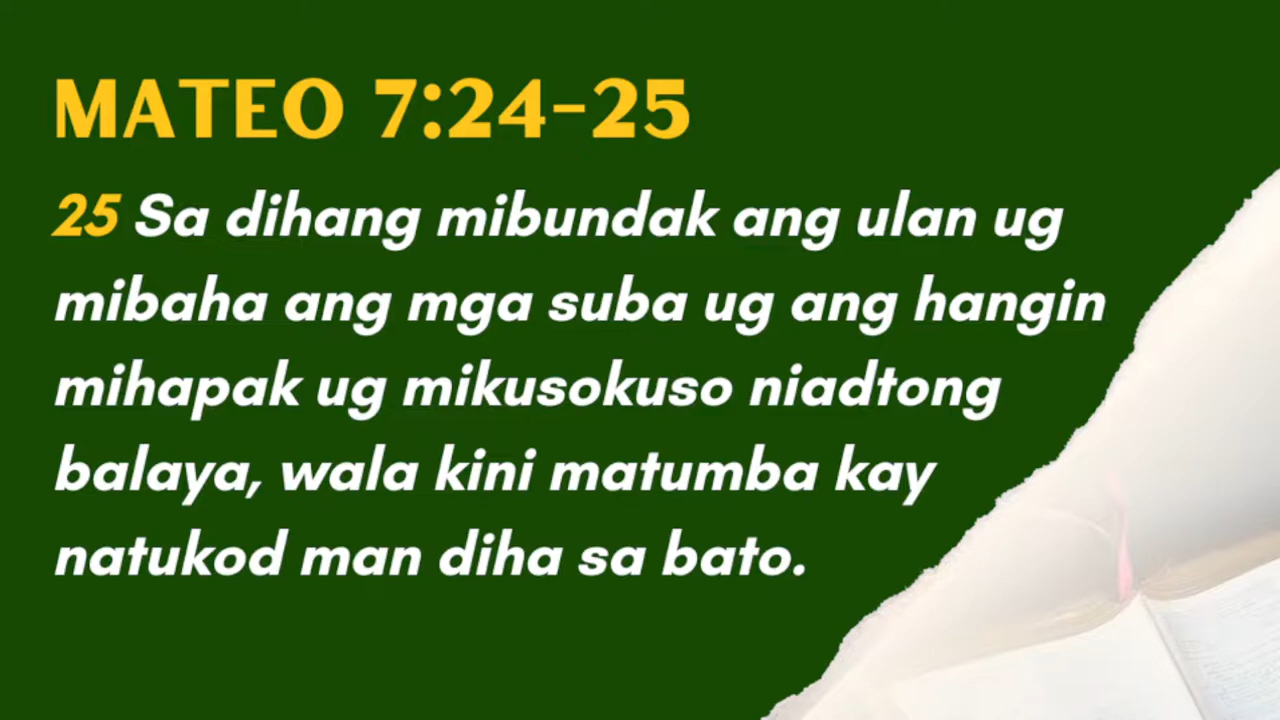 MATEO 7:24-25
25 Sa dihang mibundak ang ulan ug
mibaha ang mga suba ug ang hangin
mihapak ug mikusokuso niadtong
balaya, wala kini matumba kay
natukod man diha sa bato.